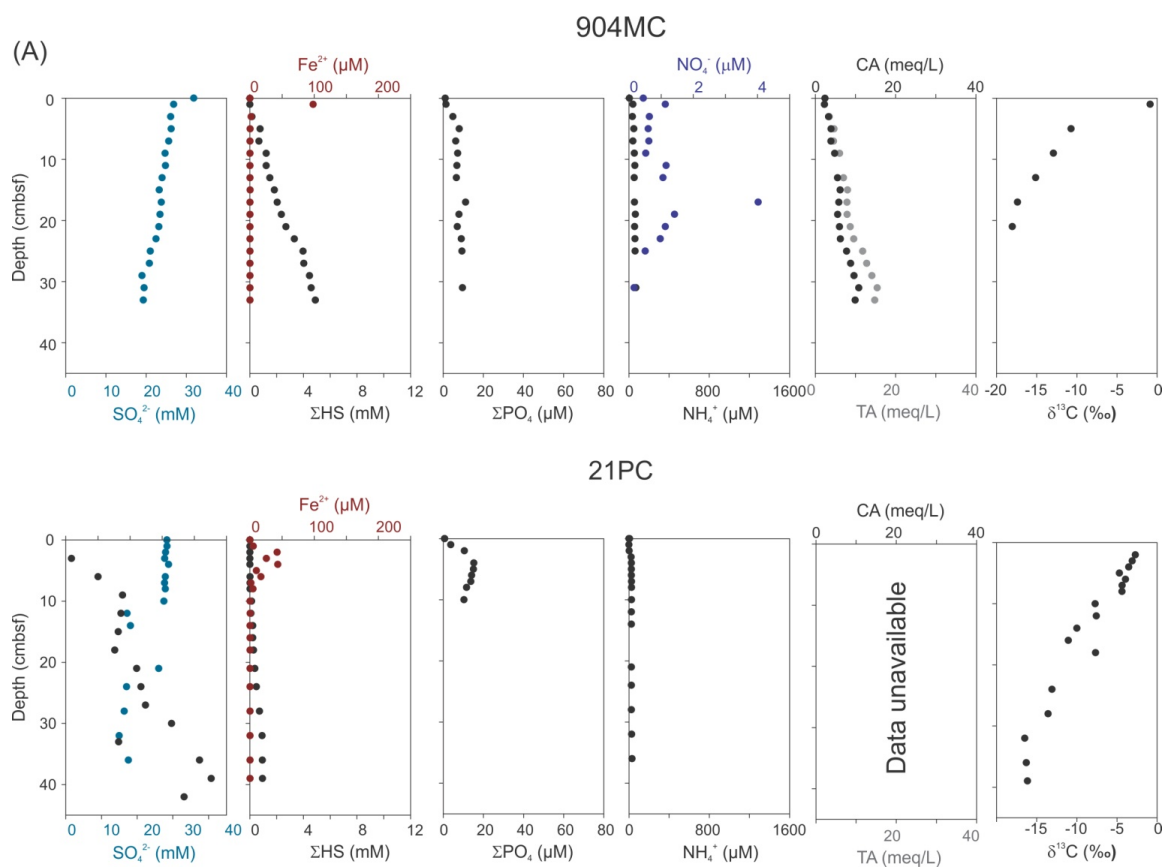 904MC
(A)
Fe²⁺ (µM) NO₄⁻ (µM) CA (meq/L)
0 100 200 0 2 4 0 20 40
Depth (cmbsf)
0
10
20
30
40
0 10 20 30 40 0 4 8 12 0 20 40 60 80 0 800 1600 0 20 40 -20 -15 -10 -5 0
SO₄²⁻ (mM) ΣHS (mM) ΣPO₄ (µM) NH₄⁺ (µM) TA (meq/L) δ¹³C (‰)
21PC
Fe²⁺ (µM) CA (meq/L)
0 100 200 0 20 40
Depth (cmbsf)
0
10
20
30
40
Data unavailable
0 10 20 30 40 0 4 8 12 0 20 40 60 80 0 800 1600 0 20 40 -15 -10 -5 0
SO₄²⁻ (mM) ΣHS (mM) ΣPO₄ (µM) NH₄⁺ (µM) TA (meq/L) δ¹³C (‰)